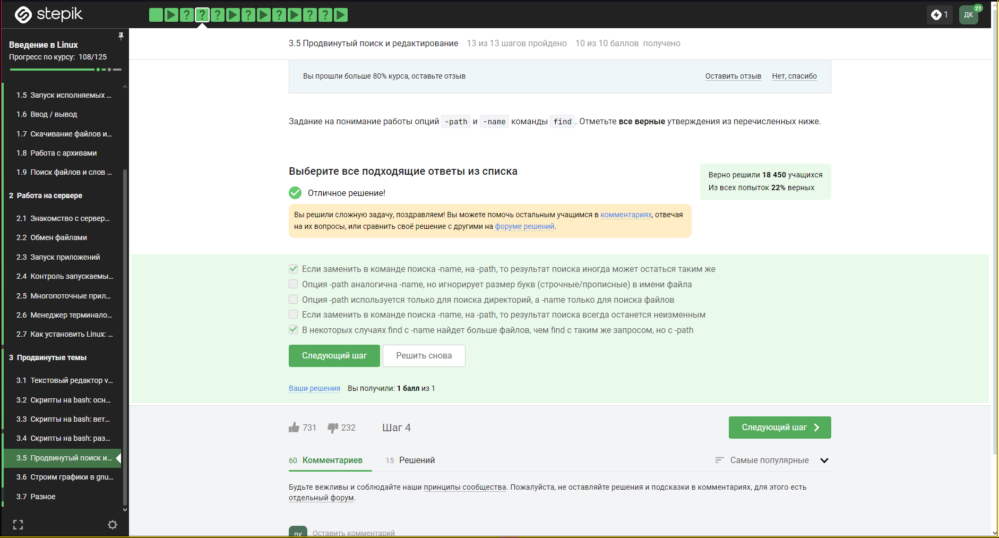 stepik
? ? ? ? ? ? ?
1
ДК
21
Введение в Linux
Прогресс по курсу: 108/125
1.5 Запуск исполняемых ...
1.6 Ввод / вывод
1.7 Скачивание файлов и...
1.8 Работа с архивами
1.9 Поиск файлов и слов ...
2 Работа на сервере
2.1 Знакомство с сервер...
2.2 Обмен файлами
2.3 Запуск приложений
2.4 Контроль запускаемы...
2.5 Многопоточные прил...
2.6 Менеджер терминало...
2.7 Как установить Linux: ...
3 Продвинутые темы
3.1 Текстовый редактор v...
3.2 Скрипты на bash: осн...
3.3 Скрипты на bash: вет...
3.4 Скрипты на bash: раз...
3.5 Продвинутый поиск и...
3.6 Строим графики в gnu...
3.7 Разное
3.5 Продвинутый поиск и редактирование 13 из 13 шагов пройдено 10 из 10 баллов получено
Вы прошли больше 80% курса, оставьте отзыв Оставить отзыв Нет, спасибо
Задание на понимание работы опций -path и -name команды find. Отметьте все верные утверждения из перечисленных ниже.
Выберите все подходящие ответы из списка
Верно решили 18 450 учащихся
Из всех попыток 22% верных
Отличное решение!
Вы решили сложную задачу, поздравляем! Вы можете помочь остальным учащимся в комментариях, отвечая
на их вопросы, или сравнить своё решение с другими на форуме решений.
Если заменить в команде поиска -name, на -path, то результат поиска иногда может остаться таким же
Опция -path аналогична -name, но игнорирует размер букв (строчные/прописные) в имени файла
Опция -path используется только для поиска директорий, а -name только для поиска файлов
Если заменить в команде поиска -name, на -path, то результат поиска всегда останется неизменным
В некоторых случаях find с -name найдет больше файлов, чем find с таким же запросом, но с -path
Следующий шаг Решить снова
Ваши решения Вы получили: 1 балл из 1
731 232 Шаг 4 Следующий шаг
60 Комментариев 15 Решений Самые популярные
Будьте вежливы и соблюдайте наши принципы сообщества. Пожалуйста, не оставляйте решения и подсказки в комментариях, для этого есть
отдельный форум.
ДК Оставить комментарий